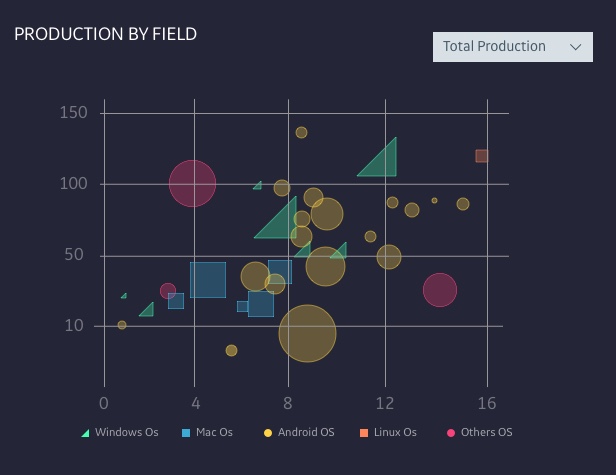 PRODUCTION BY FIELD
Total Production
150
100
50
10
0 4 8 12 16
Windows Os Mac Os Android OS Linux Os Others OS